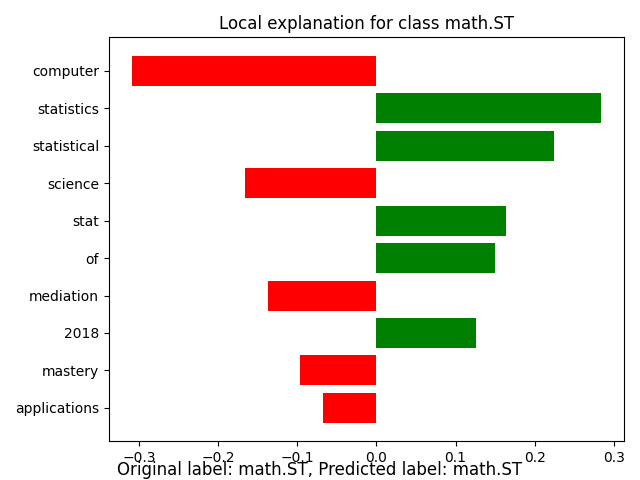 Local explanation for class math.ST
computer
statistics
statistical
science
stat
of
mediation
2018
mastery
applications
−0.3 −0.2 −0.1 0.0 0.1 0.2 0.3
Original label: math.ST, Predicted label: math.ST